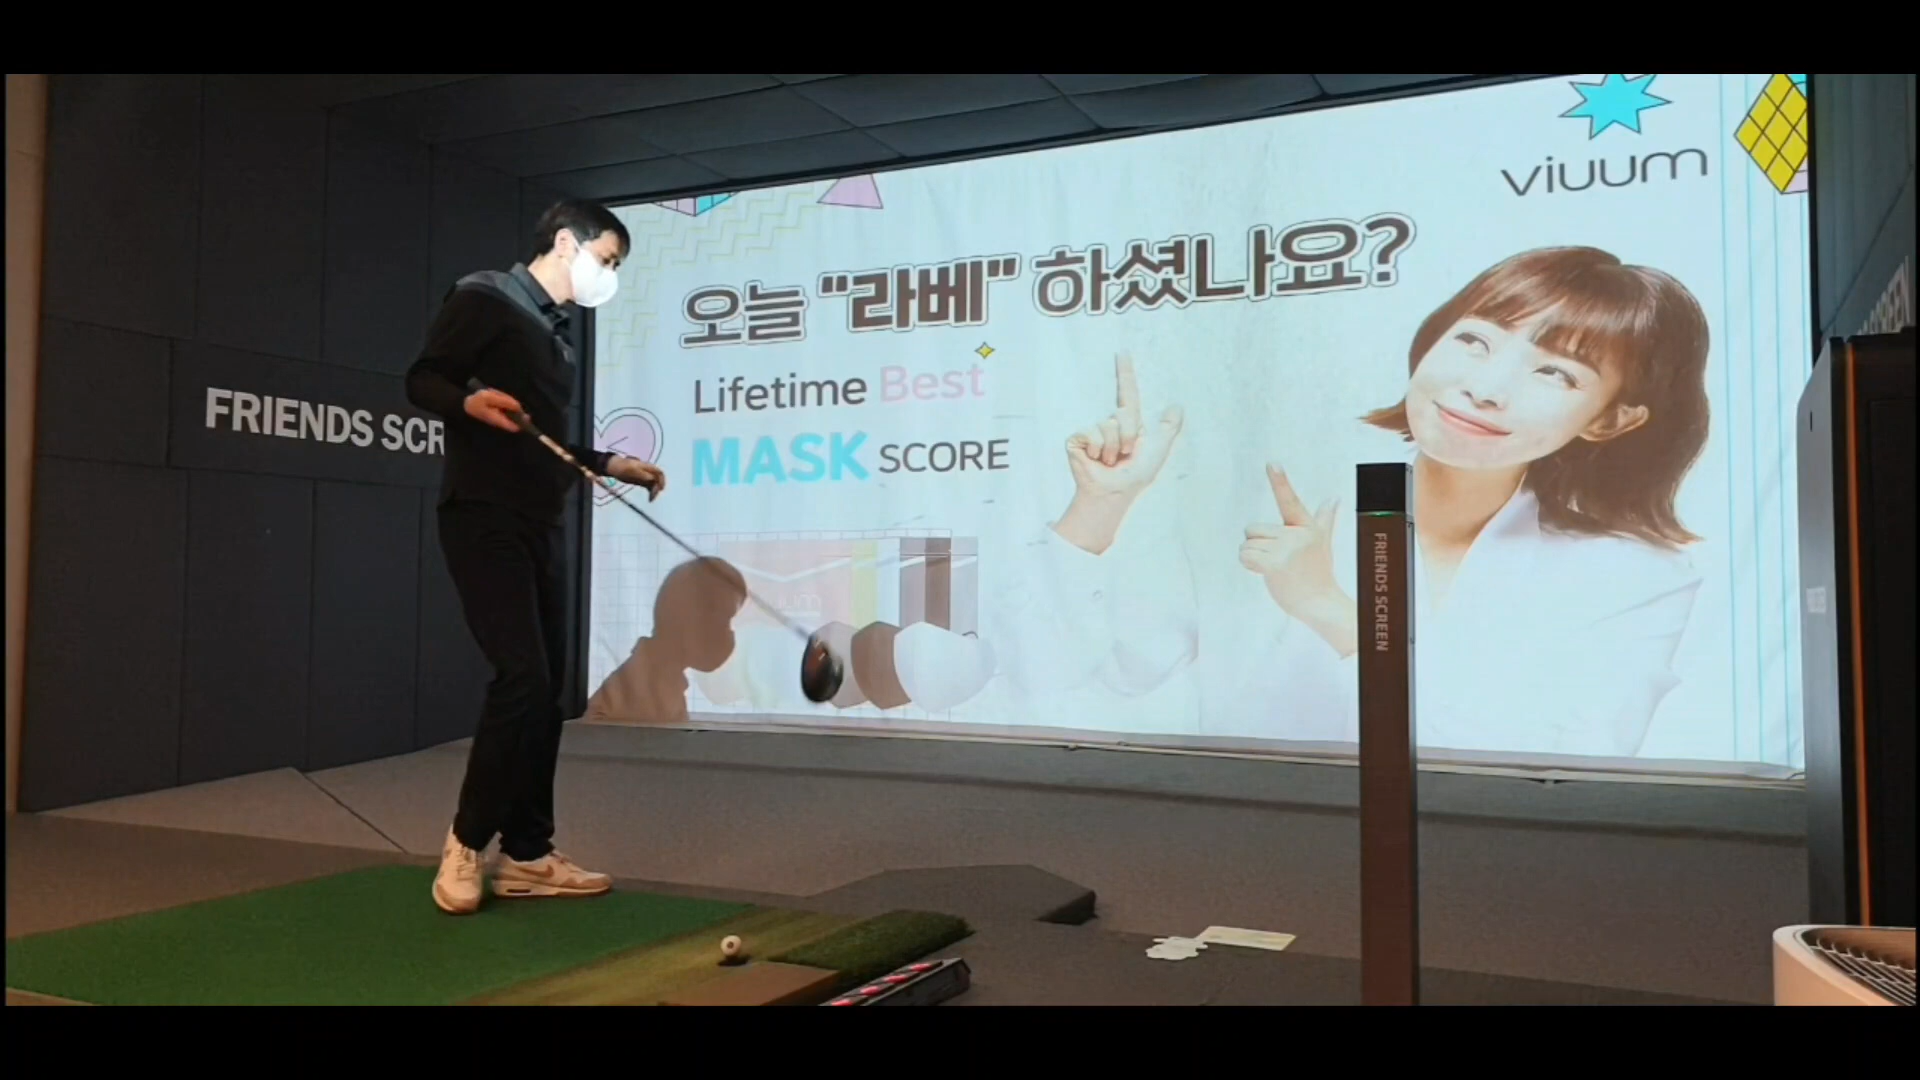 viuum
오늘 "라베" 하셨나요?
Lifetime Best
MASK SCORE
FRIENDS SCR
FRIENDS SCREEN